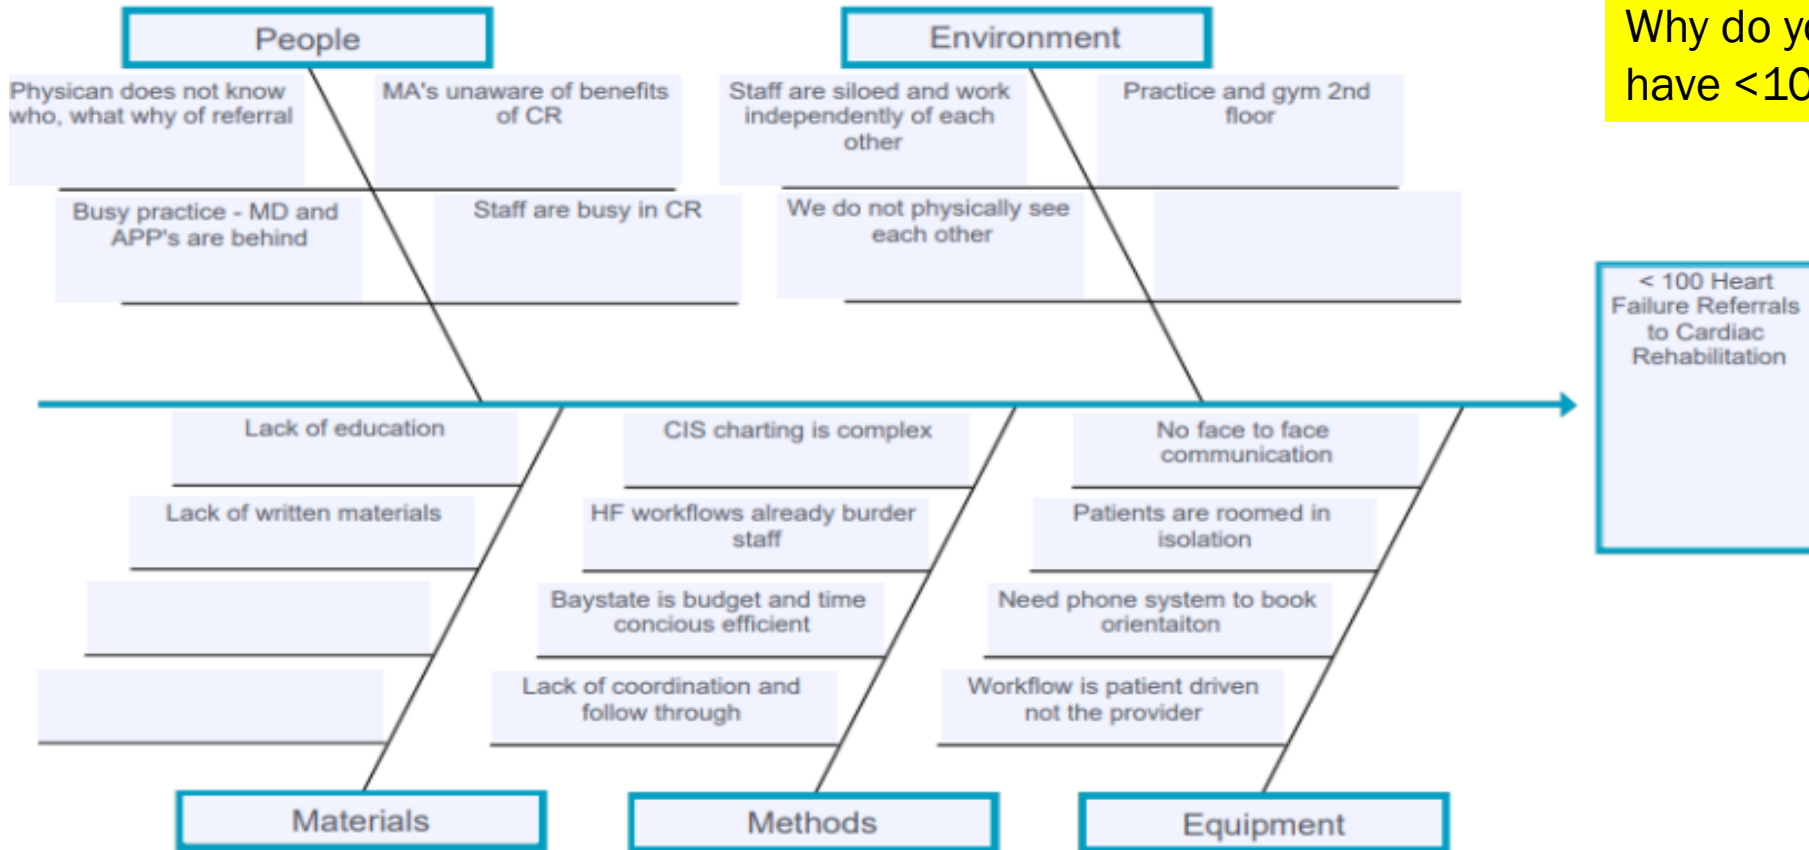 People
Environment
Why do yo
have <10
Physican does not know
who, what why of referral
MA's unaware of benefits
of CR
Staff are siloed and work
independently of each
other
Practice and gym 2nd
floor
Busy practice - MD and
APP's are behind
Staff are busy in CR
We do not physically see
each other
< 100 Heart
Failure Referrals
to Cardiac
Rehabilitation
Lack of education
CIS charting is complex
No face to face
communication
Lack of written materials
HF workflows already burder
staff
Patients are roomed in
isolation
Baystate is budget and time
concious efficient
Need phone system to book
orientaiton
Lack of coordination and
follow through
Workflow is patient driven
not the provider
Materials
Methods
Equipment